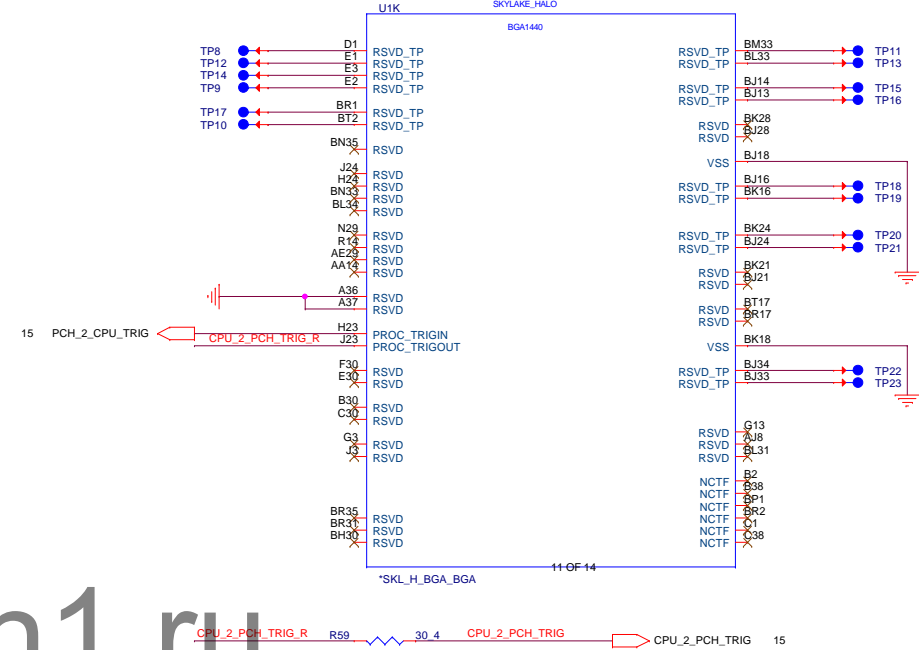 U1K
SKYLAKE_HALO
BGA1440
TP8 D1 RSVD_TP RSVD_TP BM33 TP11
TP12 E1 RSVD_TP RSVD_TP BL33 TP13
TP14 E3 RSVD_TP
TP9 E2 RSVD_TP RSVD_TP BJ14 TP15
RSVD_TP BJ13 TP16
TP17 BR1 RSVD_TP
TP10 BT2 RSVD_TP RSVD BK28
RSVD BJ28
BN35 RSVD
VSS BJ18
J24 RSVD
H24 RSVD RSVD_TP BJ16 TP18
BN33 RSVD RSVD_TP BK16 TP19
BL34 RSVD
N29 RSVD RSVD_TP BK24 TP20
R14 RSVD RSVD_TP BJ24 TP21
AE29 RSVD
AA14 RSVD RSVD BK21
RSVD BJ21
A36 RSVD
A37 RSVD RSVD BT17
RSVD BR17
15 PCH_2_CPU_TRIG H23 PROC_TRIGIN
CPU_2_PCH_TRIG_R J23 PROC_TRIGOUT VSS BK18
F30 RSVD RSVD_TP BJ34 TP22
E30 RSVD RSVD_TP BJ33 TP23
B30 RSVD
C30 RSVD
G3 RSVD RSVD G13
J3 RSVD RSVD AJ8
RSVD BL31
NCTF B2
NCTF B38
NCTF BP1
BR35 RSVD NCTF BR2
BR31 RSVD NCTF C1
BH30 RSVD NCTF C38
11 OF 14
*SKL_H_BGA_BGA
h1.ru
CPU_2_PCH_TRIG_R R59 30_4 CPU_2_PCH_TRIG CPU_2_PCH_TRIG 15